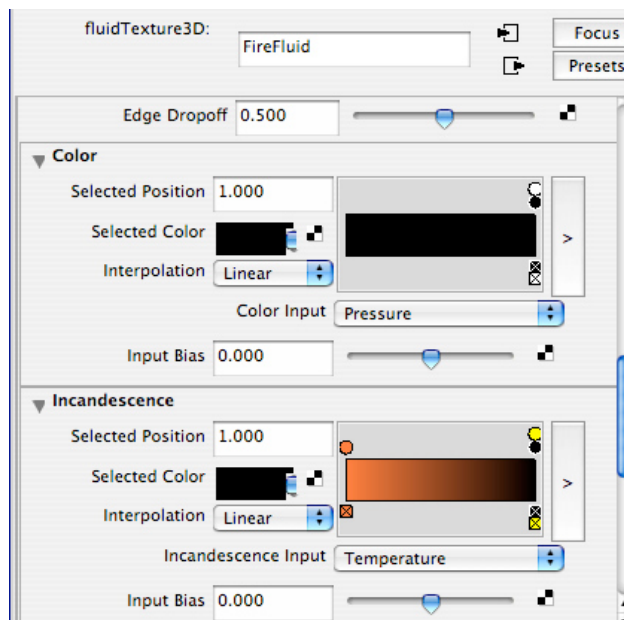 fluidTexture3D:
FireFluid
Focus
Presets
Edge Dropoff 0.500
Color
Selected Position 1.000
Selected Color
Interpolation Linear
>
Color Input Pressure
Input Bias 0.000
Incandescence
Selected Position 1.000
Selected Color
Interpolation Linear
>
Incandescence Input Temperature
Input Bias 0.000